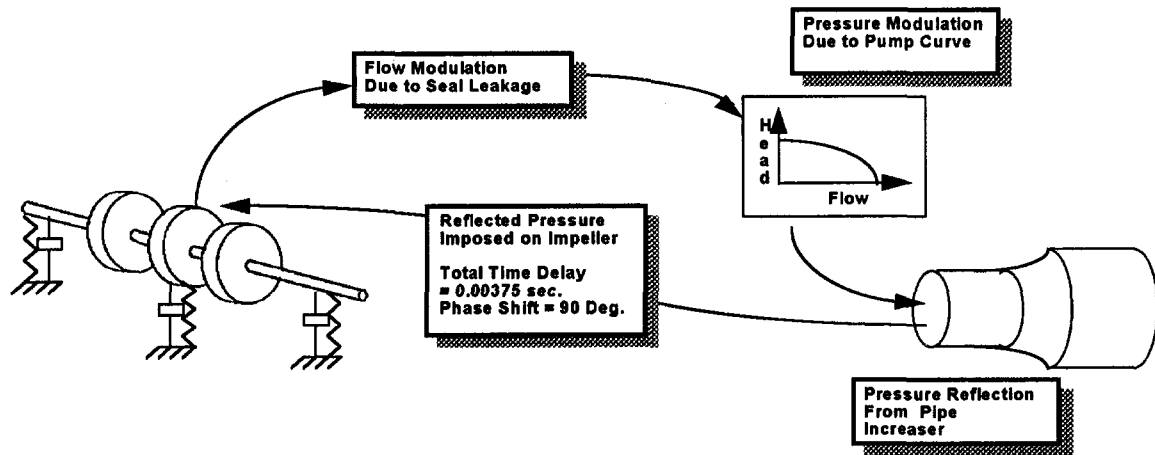 Pressure Modulation
Due to Pump Curve
Flow Modulation
Due to Seal Leakage
Head
Flow
Reflected Pressure
Imposed on Impeller
Total Time Delay
= 0.00375 sec.
Phase Shift = 90 Deg.
Pressure Reflection
From Pipe
Increaser